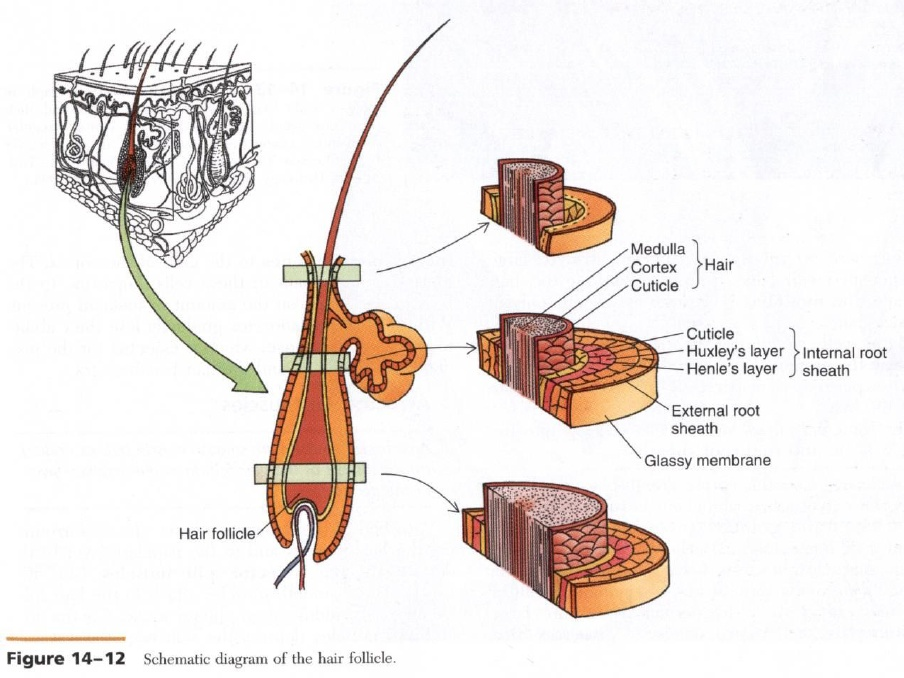 Medulla
Cortex
Cuticle
Hair
Cuticle
Huxley's layer
Henle's layer
Internal root
sheath
External root
sheath
Glassy membrane
Hair follicle
Figure 14–12 Schematic diagram of the hair follicle.